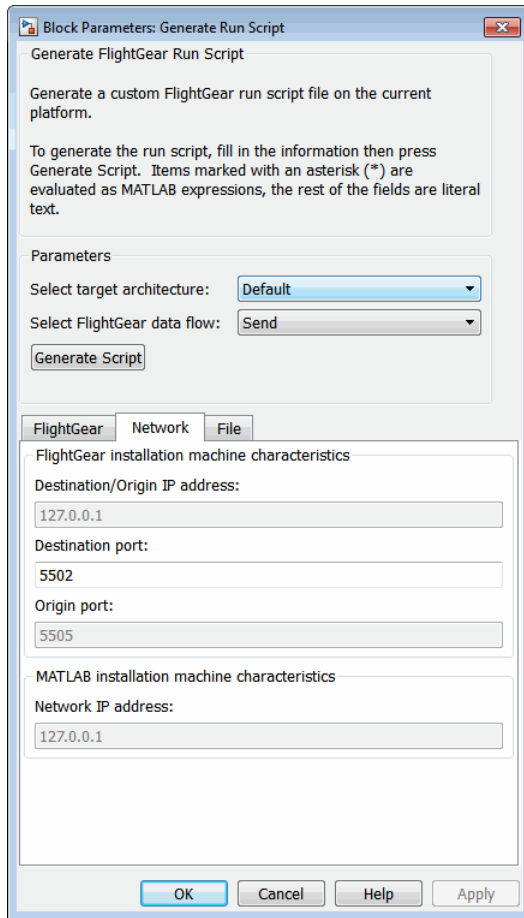 Block Parameters: Generate Run Script
Generate FlightGear Run Script
Generate a custom FlightGear run script file on the current
platform.
To generate the run script, fill in the information then press
Generate Script.  Items marked with an asterisk (*) are
evaluated as MATLAB expressions, the rest of the fields are literal
text.
Parameters
Select target architecture: Default
Select FlightGear data flow: Send
Generate Script
FlightGear Network File
FlightGear installation machine characteristics
Destination/Origin IP address:
127.0.0.1
Destination port:
5502
Origin port:
5505
MATLAB installation machine characteristics
Network IP address:
127.0.0.1
OK Cancel Help Apply